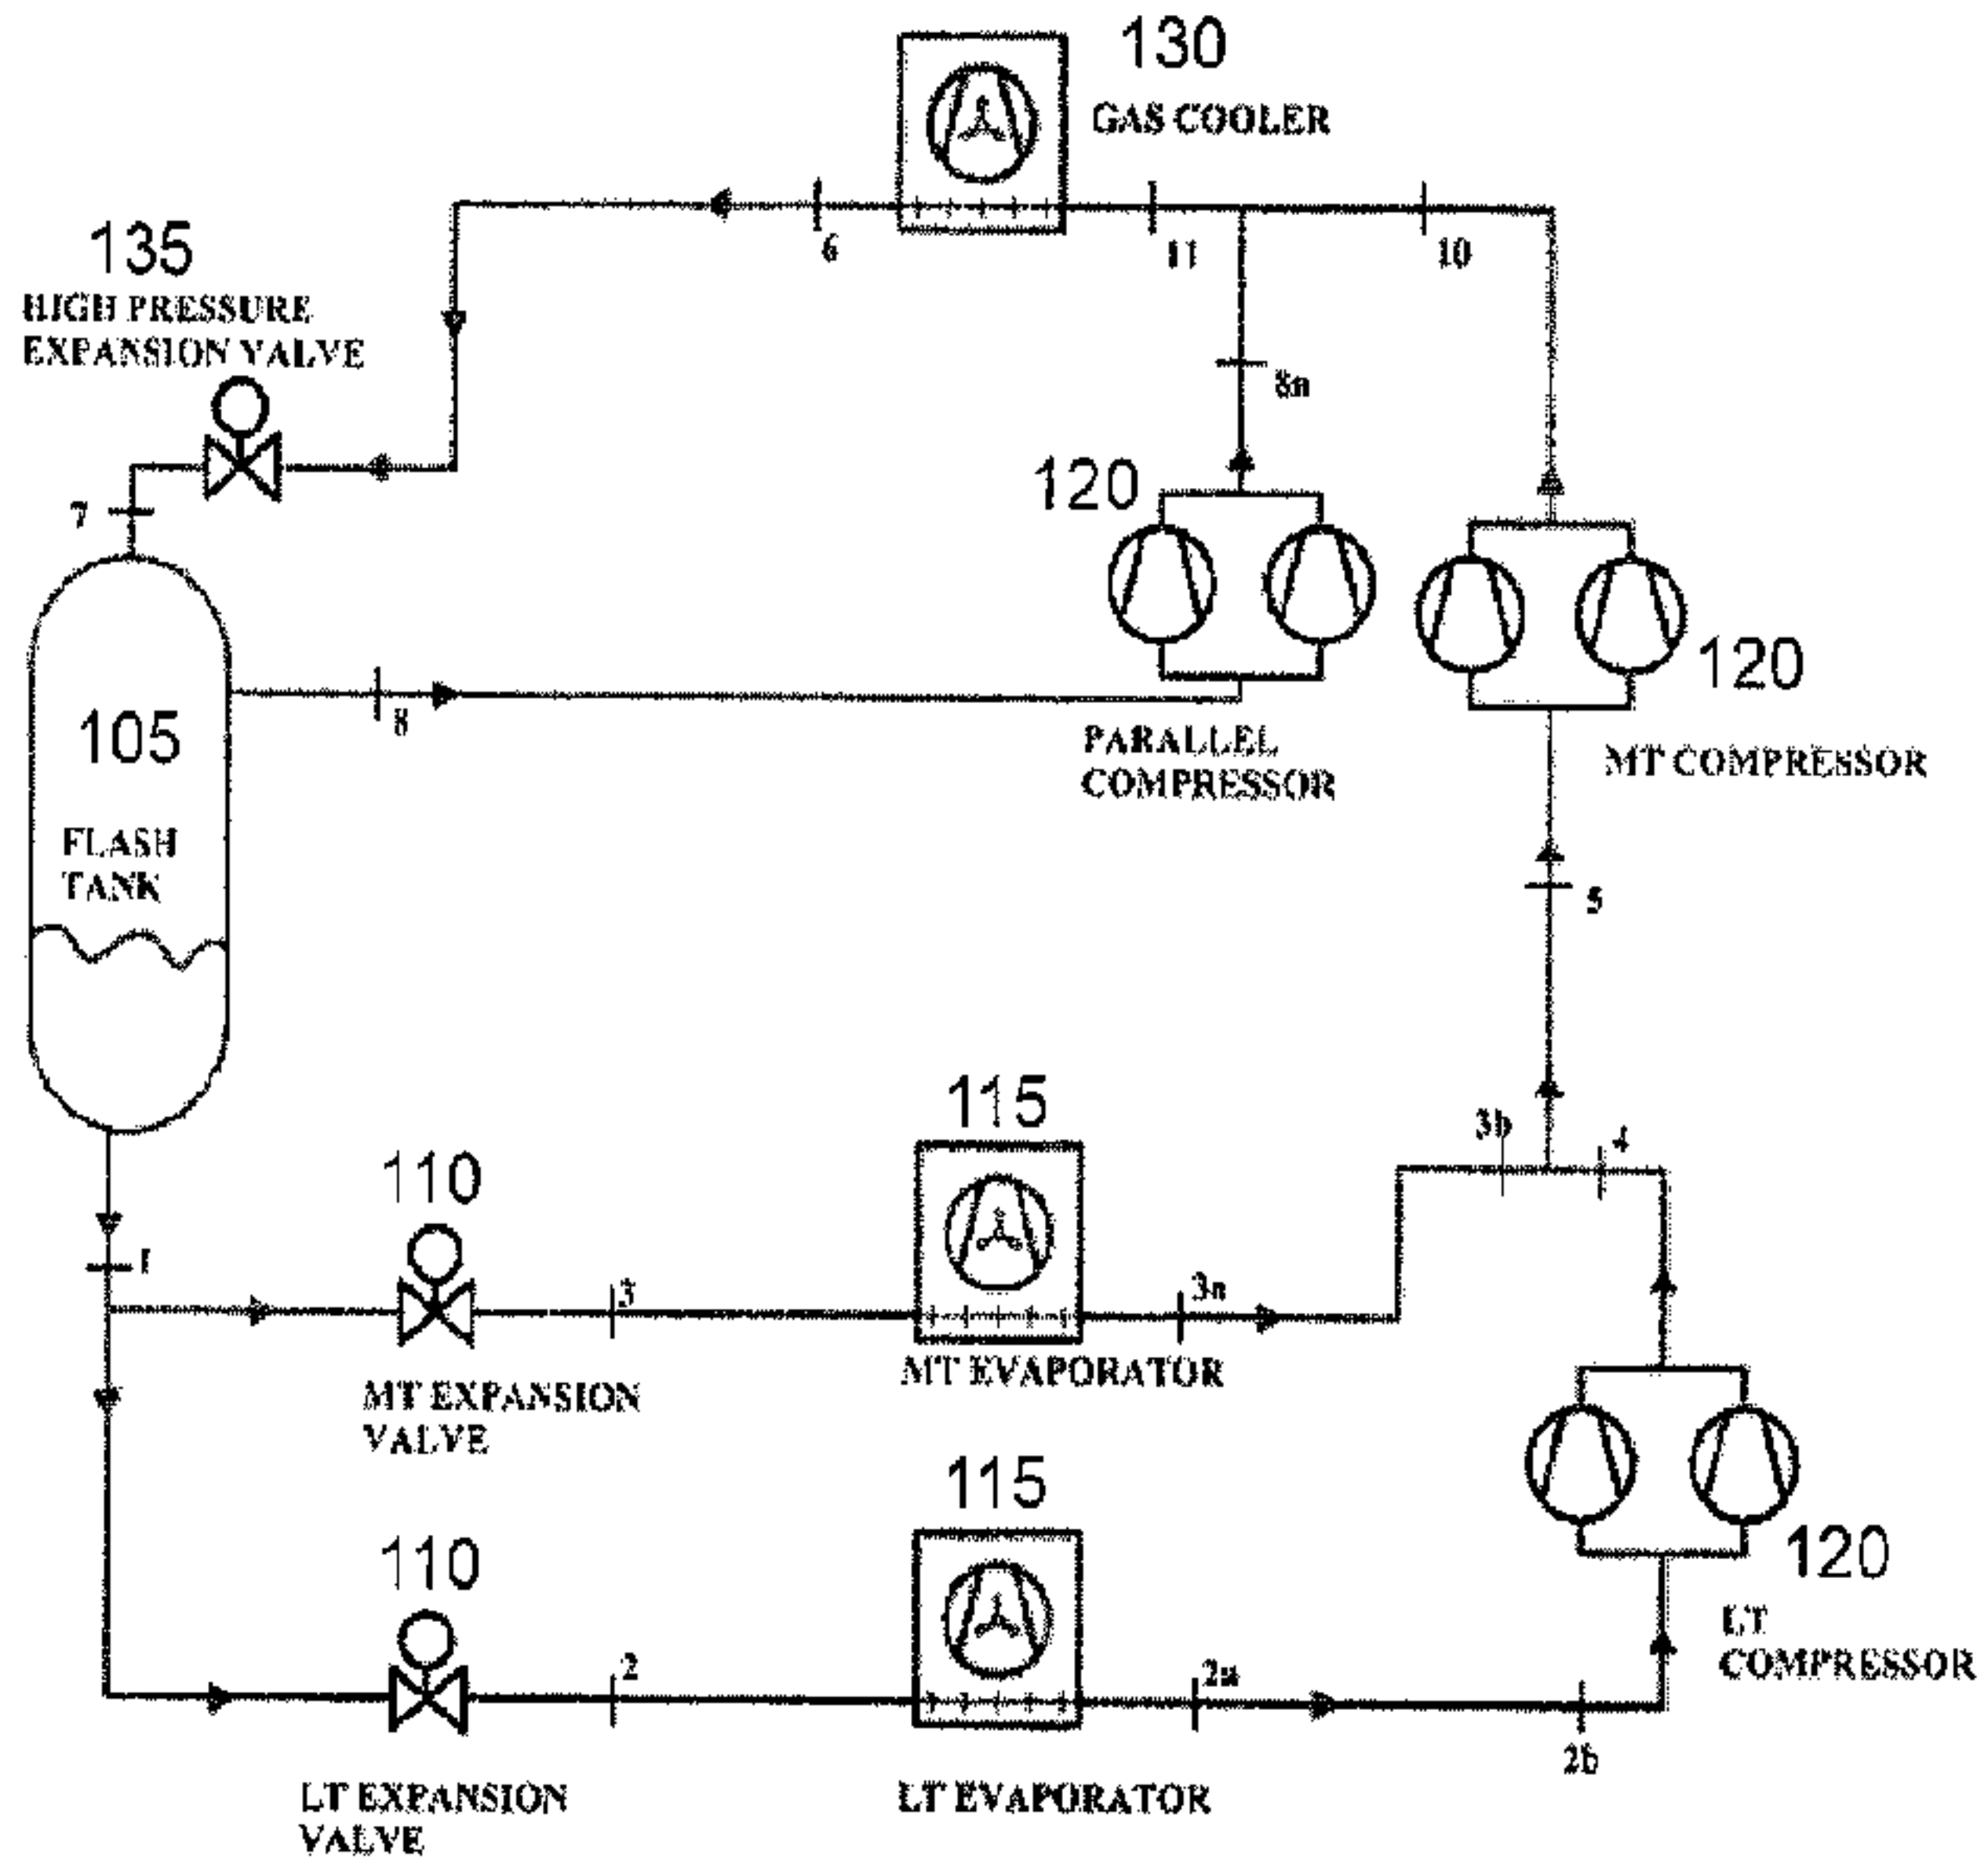 130
GAS COOLER
6
11
10
135
HIGH PRESSURE
EXPANSION VALVE
8a
120
7
120
8
105
PARALLEL
COMPRESSOR
MT COMPRESSOR
FLASH
TANK
5
115
3b
4
110
1
3
3a
MT EVAPORATOR
MT EXPANSION
VALVE
115
110
120
LT
COMPRESSOR
2
2a
2b
LT EXPANSION
VALVE
LT EVAPORATOR